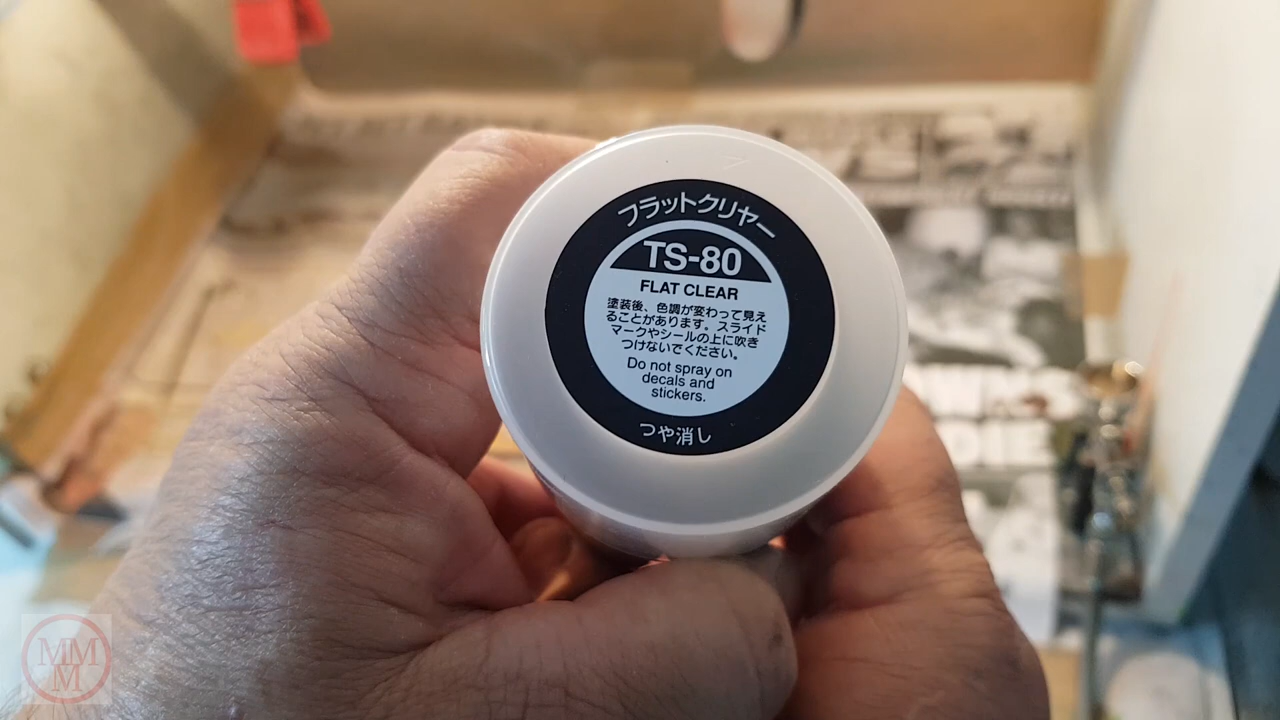 フラットクリヤー
TS-80
FLAT CLEAR
塗装後、色調が変わって見え
ることがあります。スライド
マークやシールの上に吹き
つけないでください。
Do not spray on
decals and
stickers.
つや消し
MM
M